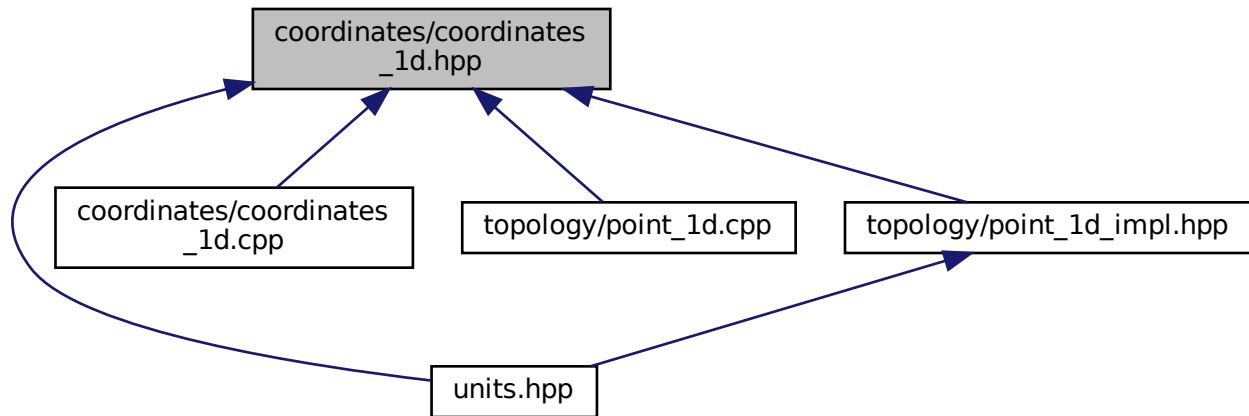 coordinates/coordinates
_1d.hpp
coordinates/coordinates
_1d.cpp
topology/point_1d.cpp
topology/point_1d_impl.hpp
units.hpp